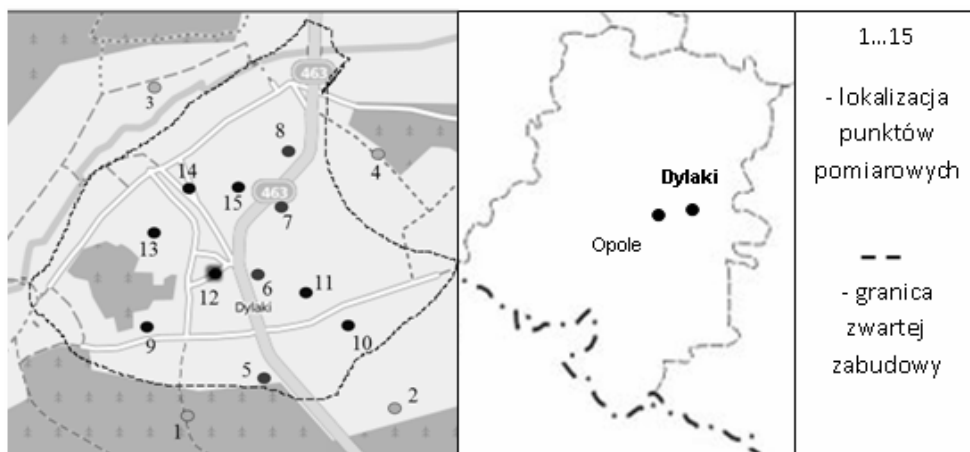 463
3
8
4
14
15
463
7
13
12
6
11
Dylaki
9
10
5
2
1
Dylaki
Opole
1...15
- lokalizacja
punktów
pomiarowych
- granica
zwartej
zabudowy